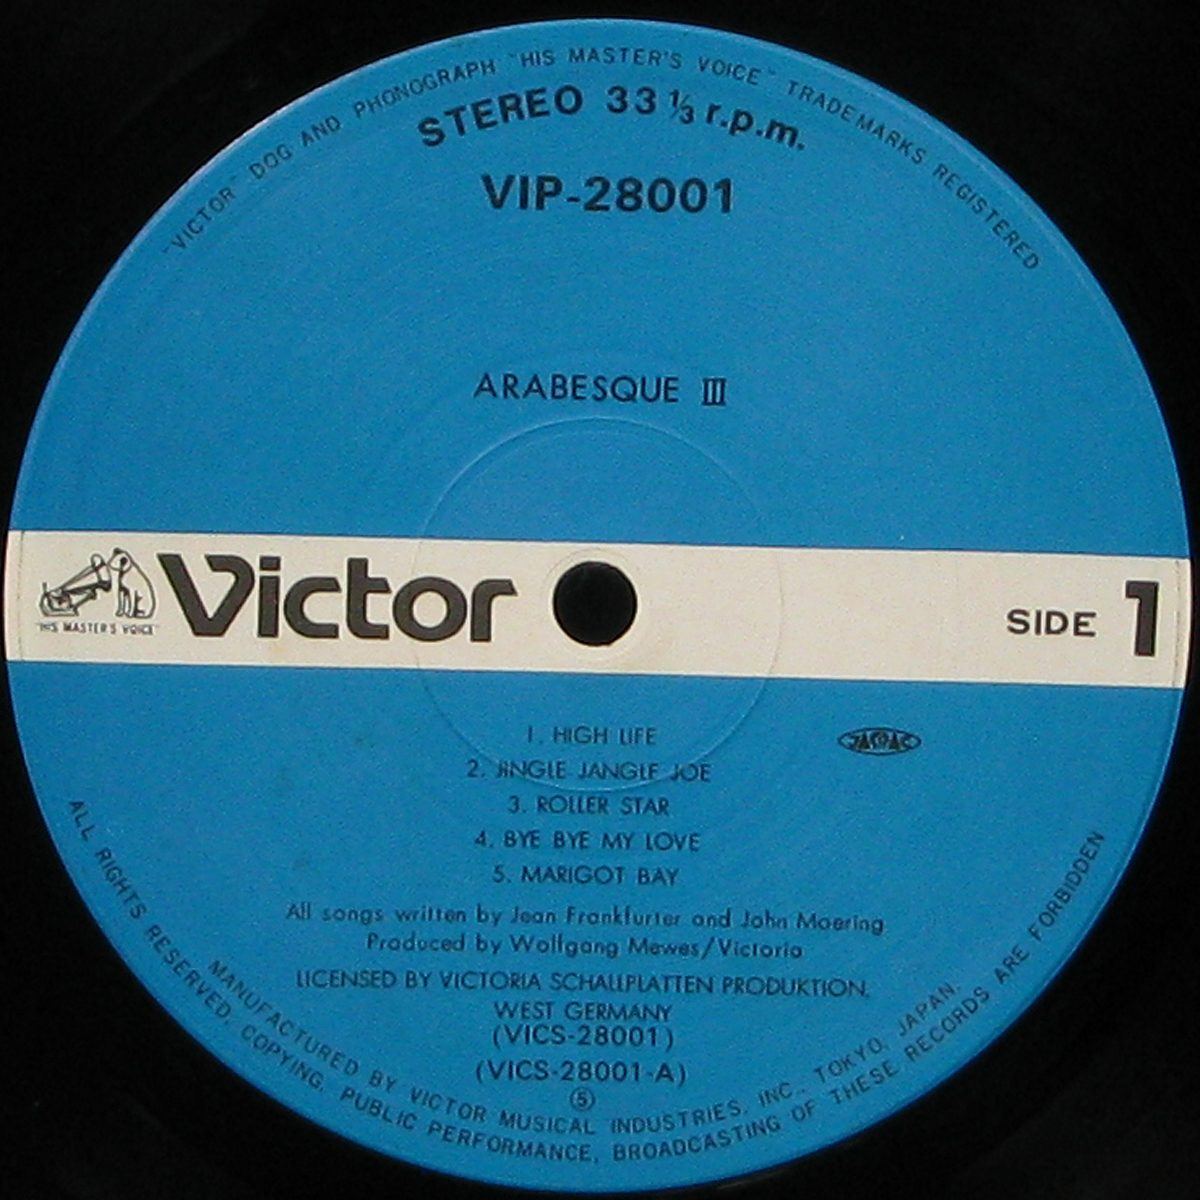 "VICTOR" DOG AND PHONOGRAPH "HIS MASTER'S VOICE" TRADEMARKS REGISTERED
STEREO 33 1/3 r.p.m.
VIP-28001
ARABESQUE III
"HIS MASTER'S VOICE"
Victor
SIDE 1
1. HIGH LIFE
JASRAC
2. JINGLE JANGLE JOE
3. ROLLER STAR
4. BYE BYE MY LOVE
5. MARIGOT BAY
All songs written by Jean Frankfurter and John Moering
Produced by Wolfgang Mewes/Victoria
LICENSED BY VICTORIA SCHALLPLATTEN PRODUKTION,
WEST GERMANY
(VICS-28001)
(VICS-28001-A)
⑤
MANUFACTURED BY VICTOR MUSICAL INDUSTRIES, INC., TOKYO, JAPAN.
ALL RIGHTS RESERVED, COPYING, PUBLIC PERFORMANCE, BROADCASTING OF THESE RECORDS ARE FORBIDDEN